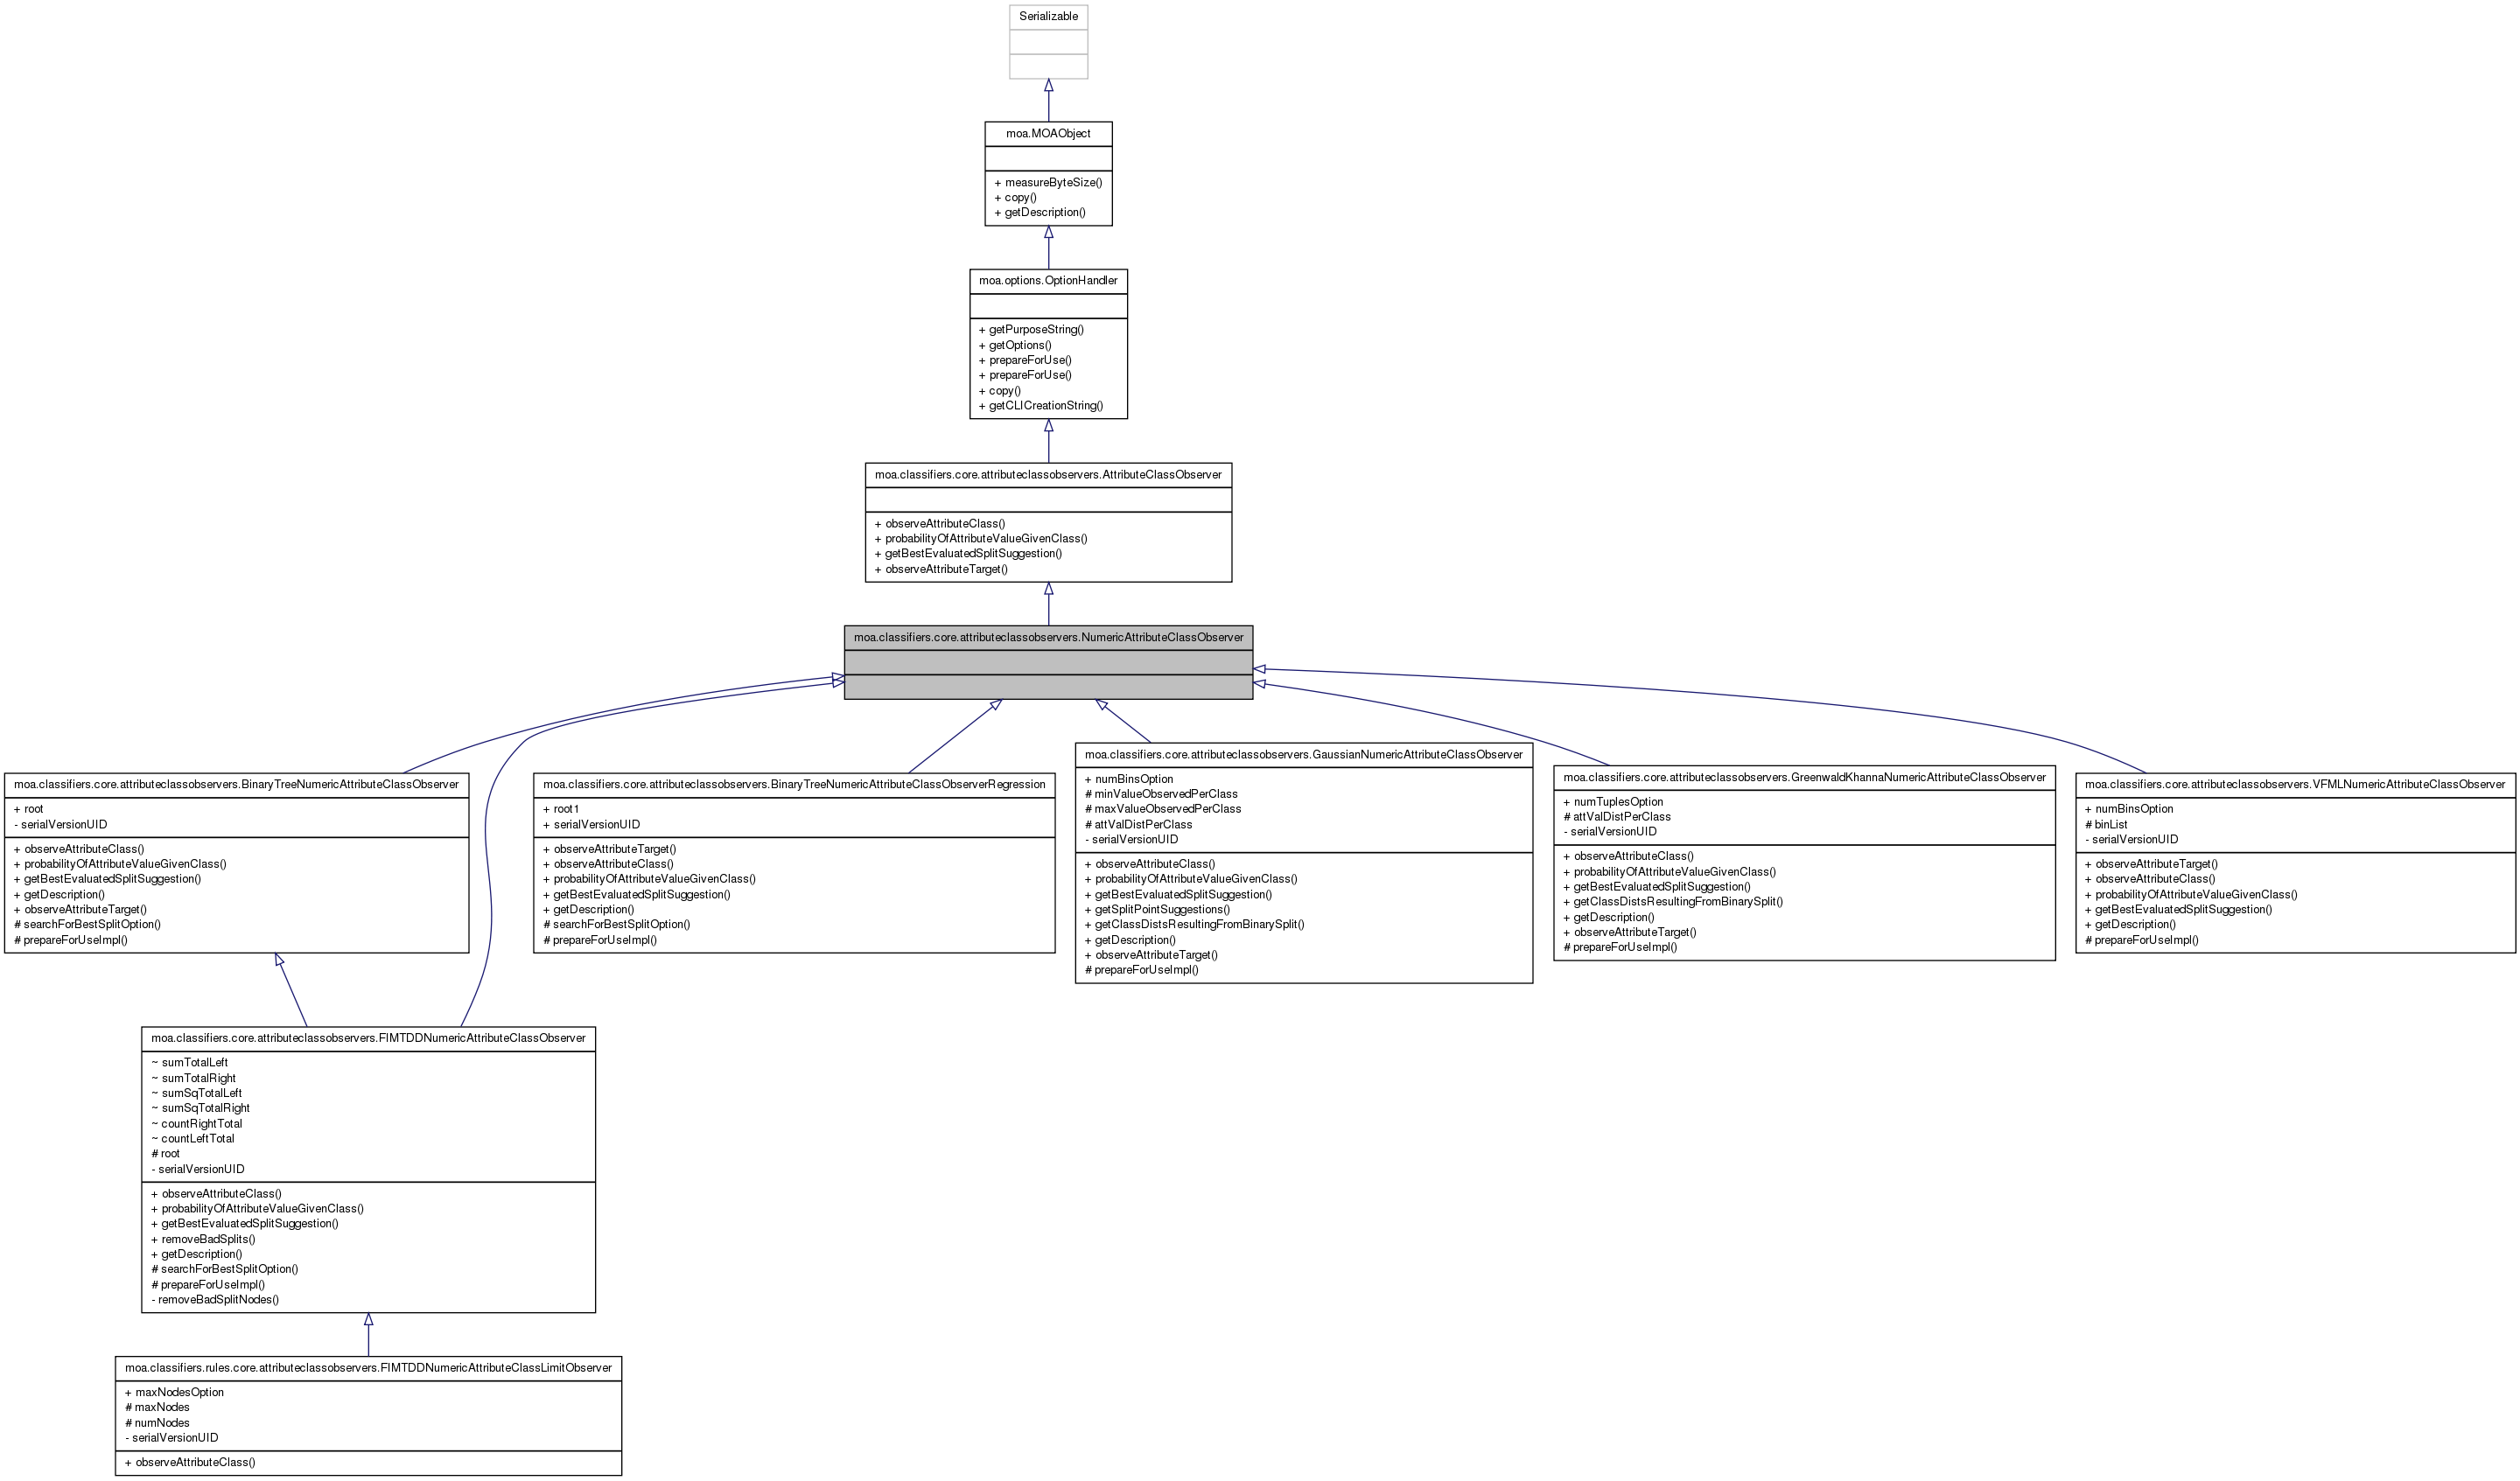 Serializable
moa.MOAObject
+ measureByteSize()
+ copy()
+ getDescription()
moa.options.OptionHandler
+ getPurposeString()
+ getOptions()
+ prepareForUse()
+ prepareForUse()
+ copy()
+ getCLICreationString()
moa.classifiers.core.attributeclassobservers.AttributeClassObserver
+ observeAttributeClass()
+ probabilityOfAttributeValueGivenClass()
+ getBestEvaluatedSplitSuggestion()
+ observeAttributeTarget()
moa.classifiers.core.attributeclassobservers.NumericAttributeClassObserver
moa.classifiers.core.attributeclassobservers.BinaryTreeNumericAttributeClassObserver
+ root
- serialVersionUID
+ observeAttributeClass()
+ probabilityOfAttributeValueGivenClass()
+ getBestEvaluatedSplitSuggestion()
+ getDescription()
+ observeAttributeTarget()
# searchForBestSplitOption()
# prepareForUseImpl()
moa.classifiers.core.attributeclassobservers.BinaryTreeNumericAttributeClassObserverRegression
+ root1
+ serialVersionUID
+ observeAttributeTarget()
+ observeAttributeClass()
+ probabilityOfAttributeValueGivenClass()
+ getBestEvaluatedSplitSuggestion()
+ getDescription()
# searchForBestSplitOption()
# prepareForUseImpl()
moa.classifiers.core.attributeclassobservers.GaussianNumericAttributeClassObserver
+ numBinsOption
# minValueObservedPerClass
# maxValueObservedPerClass
# attValDistPerClass
- serialVersionUID
+ observeAttributeClass()
+ probabilityOfAttributeValueGivenClass()
+ getBestEvaluatedSplitSuggestion()
+ getSplitPointSuggestions()
+ getClassDistsResultingFromBinarySplit()
+ getDescription()
+ observeAttributeTarget()
# prepareForUseImpl()
moa.classifiers.core.attributeclassobservers.GreenwaldKhannaNumericAttributeClassObserver
+ numTuplesOption
# attValDistPerClass
- serialVersionUID
+ observeAttributeClass()
+ probabilityOfAttributeValueGivenClass()
+ getBestEvaluatedSplitSuggestion()
+ getClassDistsResultingFromBinarySplit()
+ getDescription()
+ observeAttributeTarget()
# prepareForUseImpl()
moa.classifiers.core.attributeclassobservers.VFMLNumericAttributeClassObserver
+ numBinsOption
# binList
- serialVersionUID
+ observeAttributeTarget()
+ observeAttributeClass()
+ probabilityOfAttributeValueGivenClass()
+ getBestEvaluatedSplitSuggestion()
+ getDescription()
# prepareForUseImpl()
moa.classifiers.core.attributeclassobservers.FIMTDDNumericAttributeClassObserver
~ sumTotalLeft
~ sumTotalRight
~ sumSqTotalLeft
~ sumSqTotalRight
~ countRightTotal
~ countLeftTotal
# root
- serialVersionUID
+ observeAttributeClass()
+ probabilityOfAttributeValueGivenClass()
+ getBestEvaluatedSplitSuggestion()
+ removeBadSplits()
+ getDescription()
# searchForBestSplitOption()
# prepareForUseImpl()
- removeBadSplitNodes()
moa.classifiers.rules.core.attributeclassobservers.FIMTDDNumericAttributeClassLimitObserver
+ maxNodesOption
# maxNodes
# numNodes
- serialVersionUID
+ observeAttributeClass()